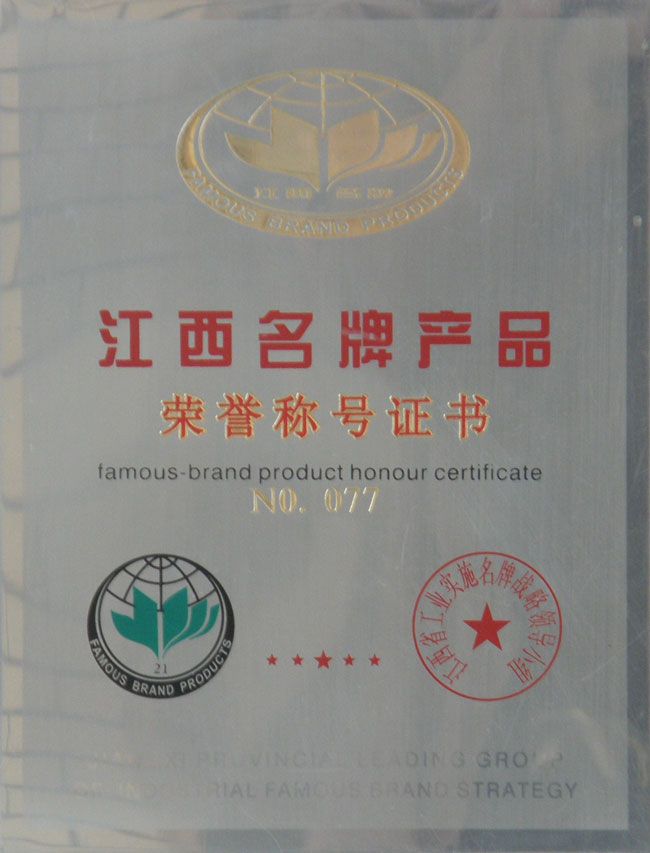 FAMOUS BRAND PRODUCTS
江西名牌产品
荣誉称号证书
famous-brand product honour certificate
NO. 077
21
FAMOUS BRAND PRODUCTS
江西省工业实施名牌战略领导小组
PROVINCIAL LEADING GROUP
INDUSTRIAL FAMOUS BRAND STRATEGY